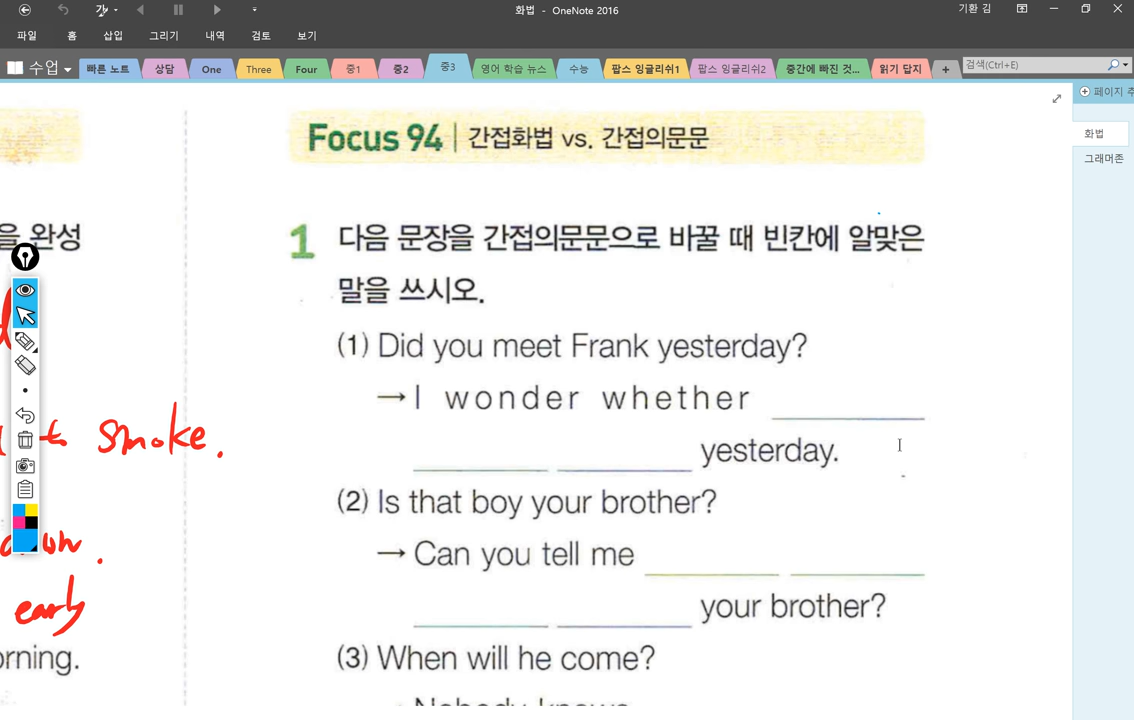 화법 - OneNote 2016
기환 김
파일 홈 삽입 그리기 내역 검토 보기
수업 빠른 노트 상담 One Three Four 중1 중2 중3 영어 학습 뉴스 수능 팝스 잉글리쉬1 팝스 잉글리쉬2 중간에 빠진 것... 읽기 답지 + 검색(Ctrl+E)
페이지 추
화법
그래머존
Focus 94 | 간접화법 vs. 간접의문문
을 완성
1 다음 문장을 간접의문문으로 바꿀 때 빈칸에 알맞은
말을 쓰시오.
(1) Did you meet Frank yesterday?
→ I wonder whether
smoke.
yesterday.
(2) Is that boy your brother?
→ Can you tell me
early
your brother?
orning.
(3) When will he come?
Nobody knows